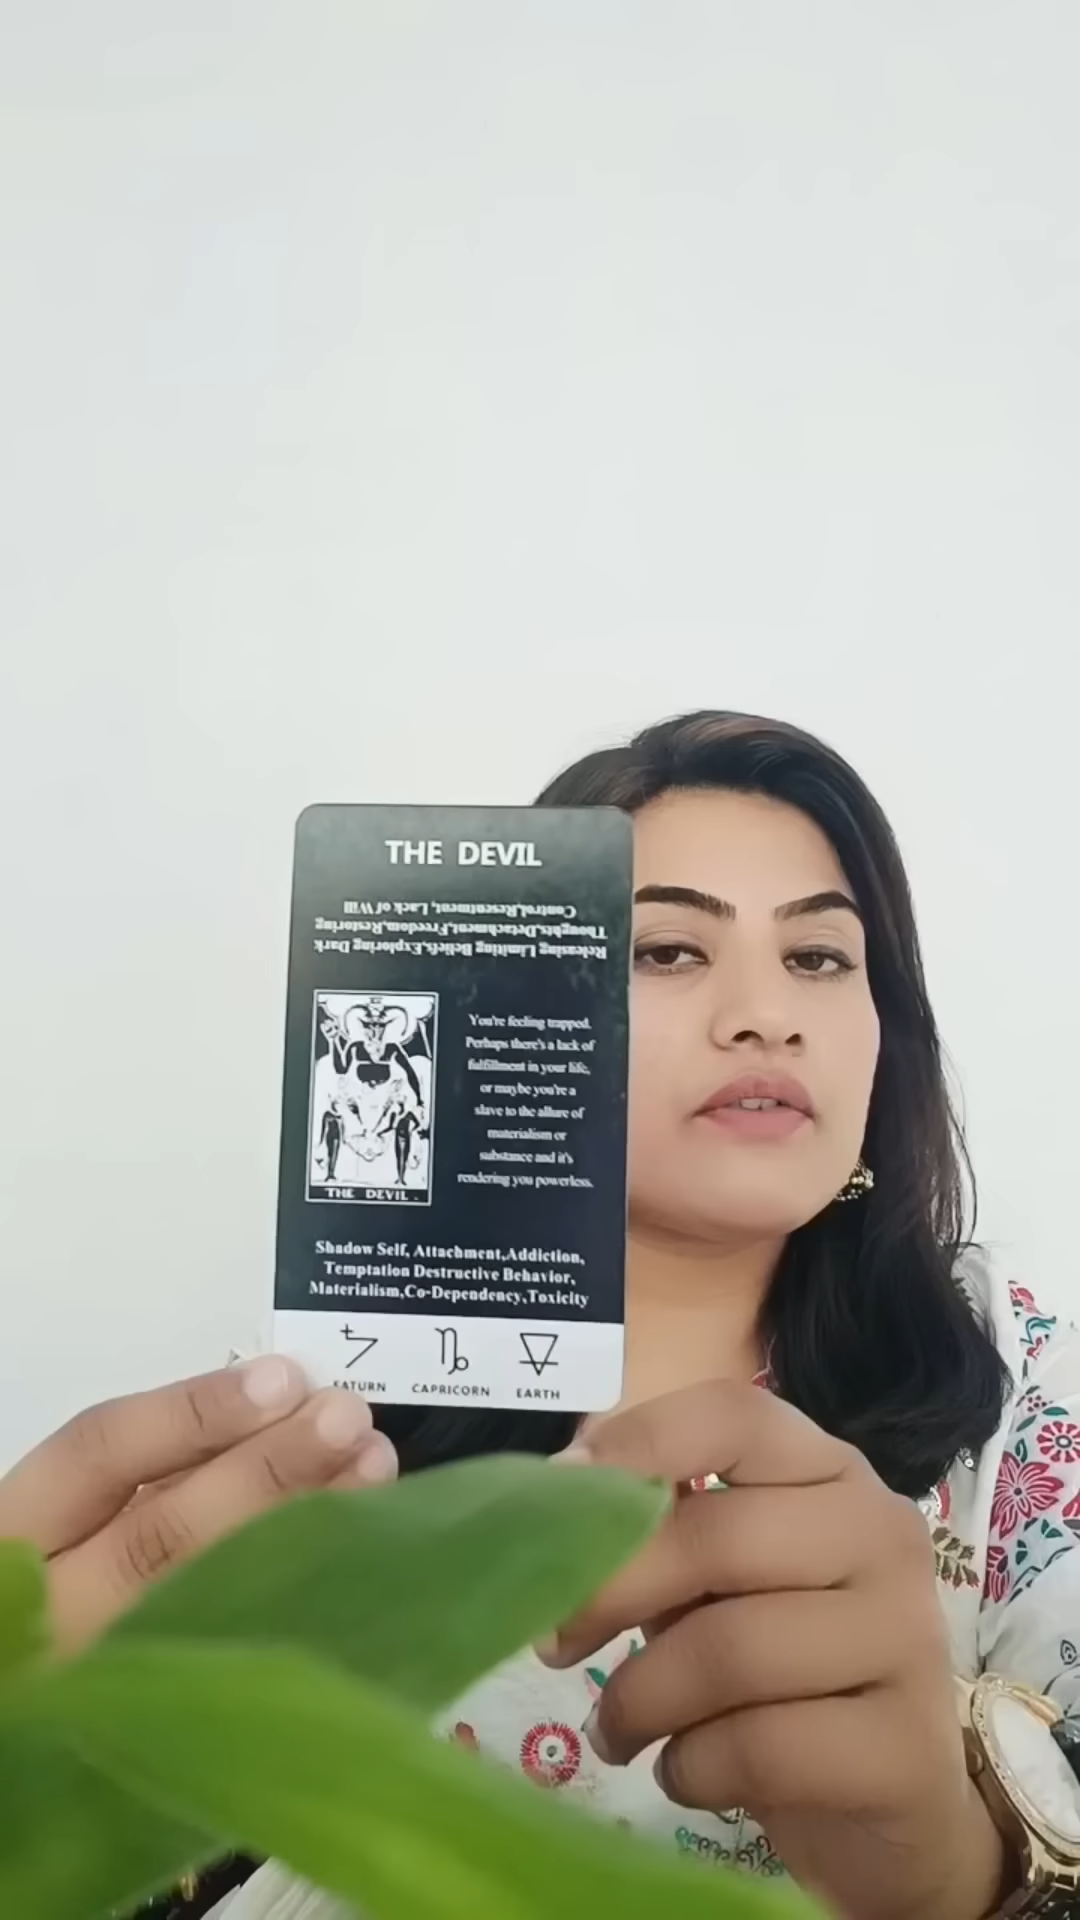 THE DEVIL
Control,Resentment, Lack of Will
Thoughts,Detachment,Freedom,Restoring
Releasing Limiting Beliefs,Exploring Dark
You're feeling trapped.
Perhaps there's a lack of
fulfillment in your life,
or maybe you're a
slave to the allure of
materialism or
substance and it's
rendering you powerless.
THE DEVIL.
Shadow Self, Attachment,Addiction,
Temptation Destructive Behavior,
Materialism,Co-Dependency,Toxicity
SATURN
CAPRICORN
EARTH